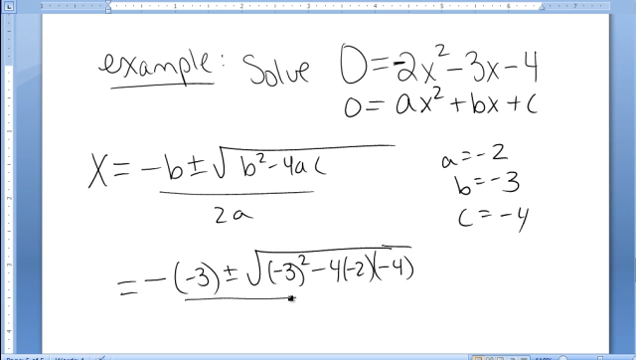 example: Solve 0=-2x²-3x-4
0= ax²+bx+c
a=-2
b=-3
c=-4
x= -b±√b²-4ac
2a
= -(-3)±√(-3)²-4(-2)(-4)